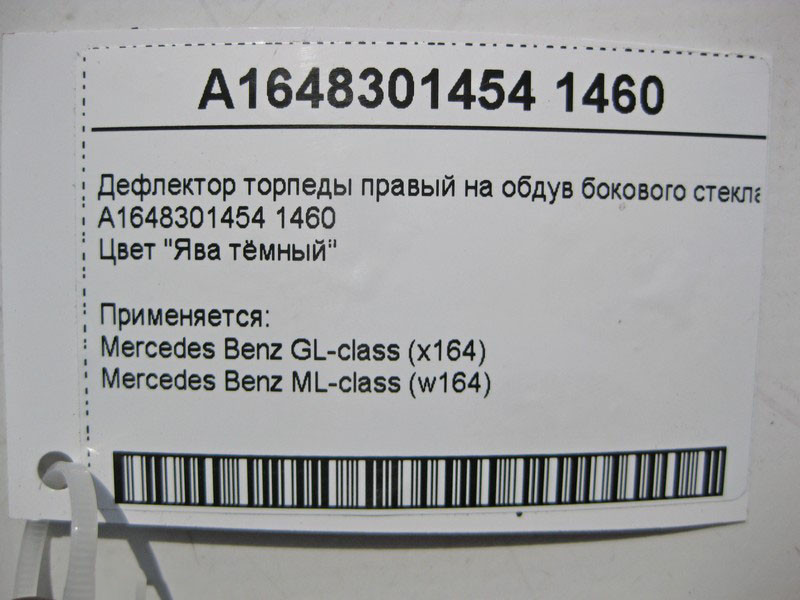 A1648301454 1460
Дефлектор торпеды правый на обдув бокового стекла
A1648301454 1460
Цвет "Ява тёмный"
Применяется:
Mercedes Benz GL-class (x164)
Mercedes Benz ML-class (w164)